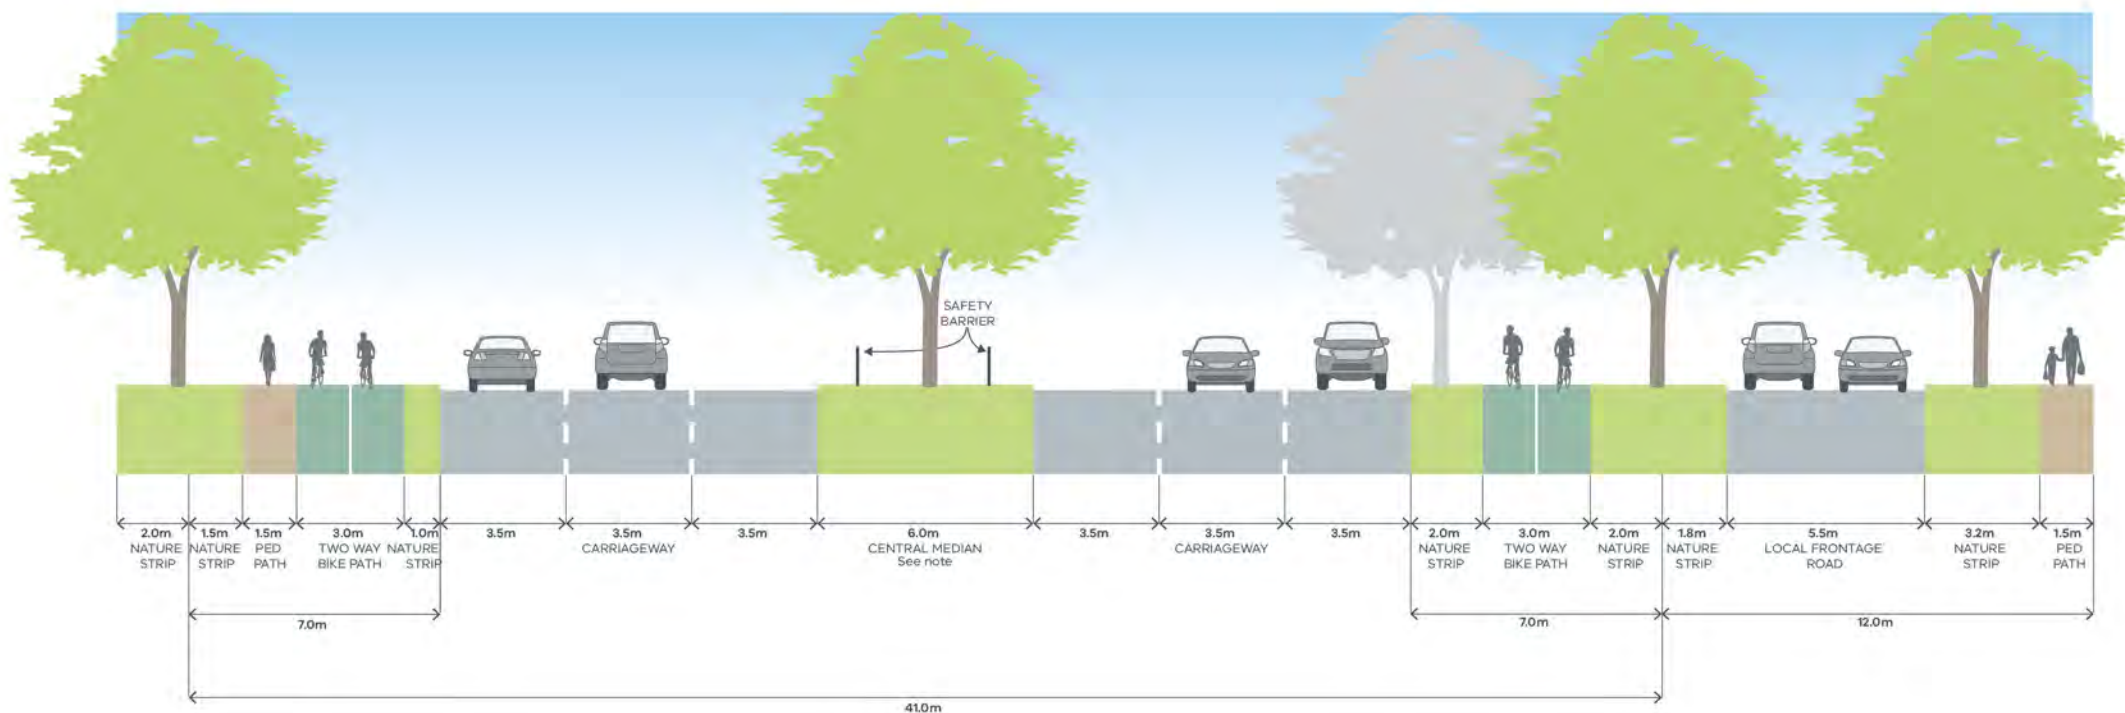 SAFETY
BARRIER
2.0m
NATURE
STRIP
1.5m
NATURE
STRIP
1.5m
PED
PATH
3.0m
TWO WAY
BIKE PATH
1.0m
NATURE
STRIP
3.5m
3.5m
CARRIAGEWAY
3.5m
6.0m
CENTRAL MEDIAN
See note
3.5m
3.5m
CARRIAGEWAY
3.5m
2.0m
NATURE
STRIP
3.0m
TWO WAY
BIKE PATH
2.0m
NATURE
STRIP
1.8m
NATURE
STRIP
5.5m
LOCAL FRONTAGE
ROAD
3.2m
NATURE
STRIP
1.5m
PED
PATH
7.0m
7.0m
12.0m
41.0m